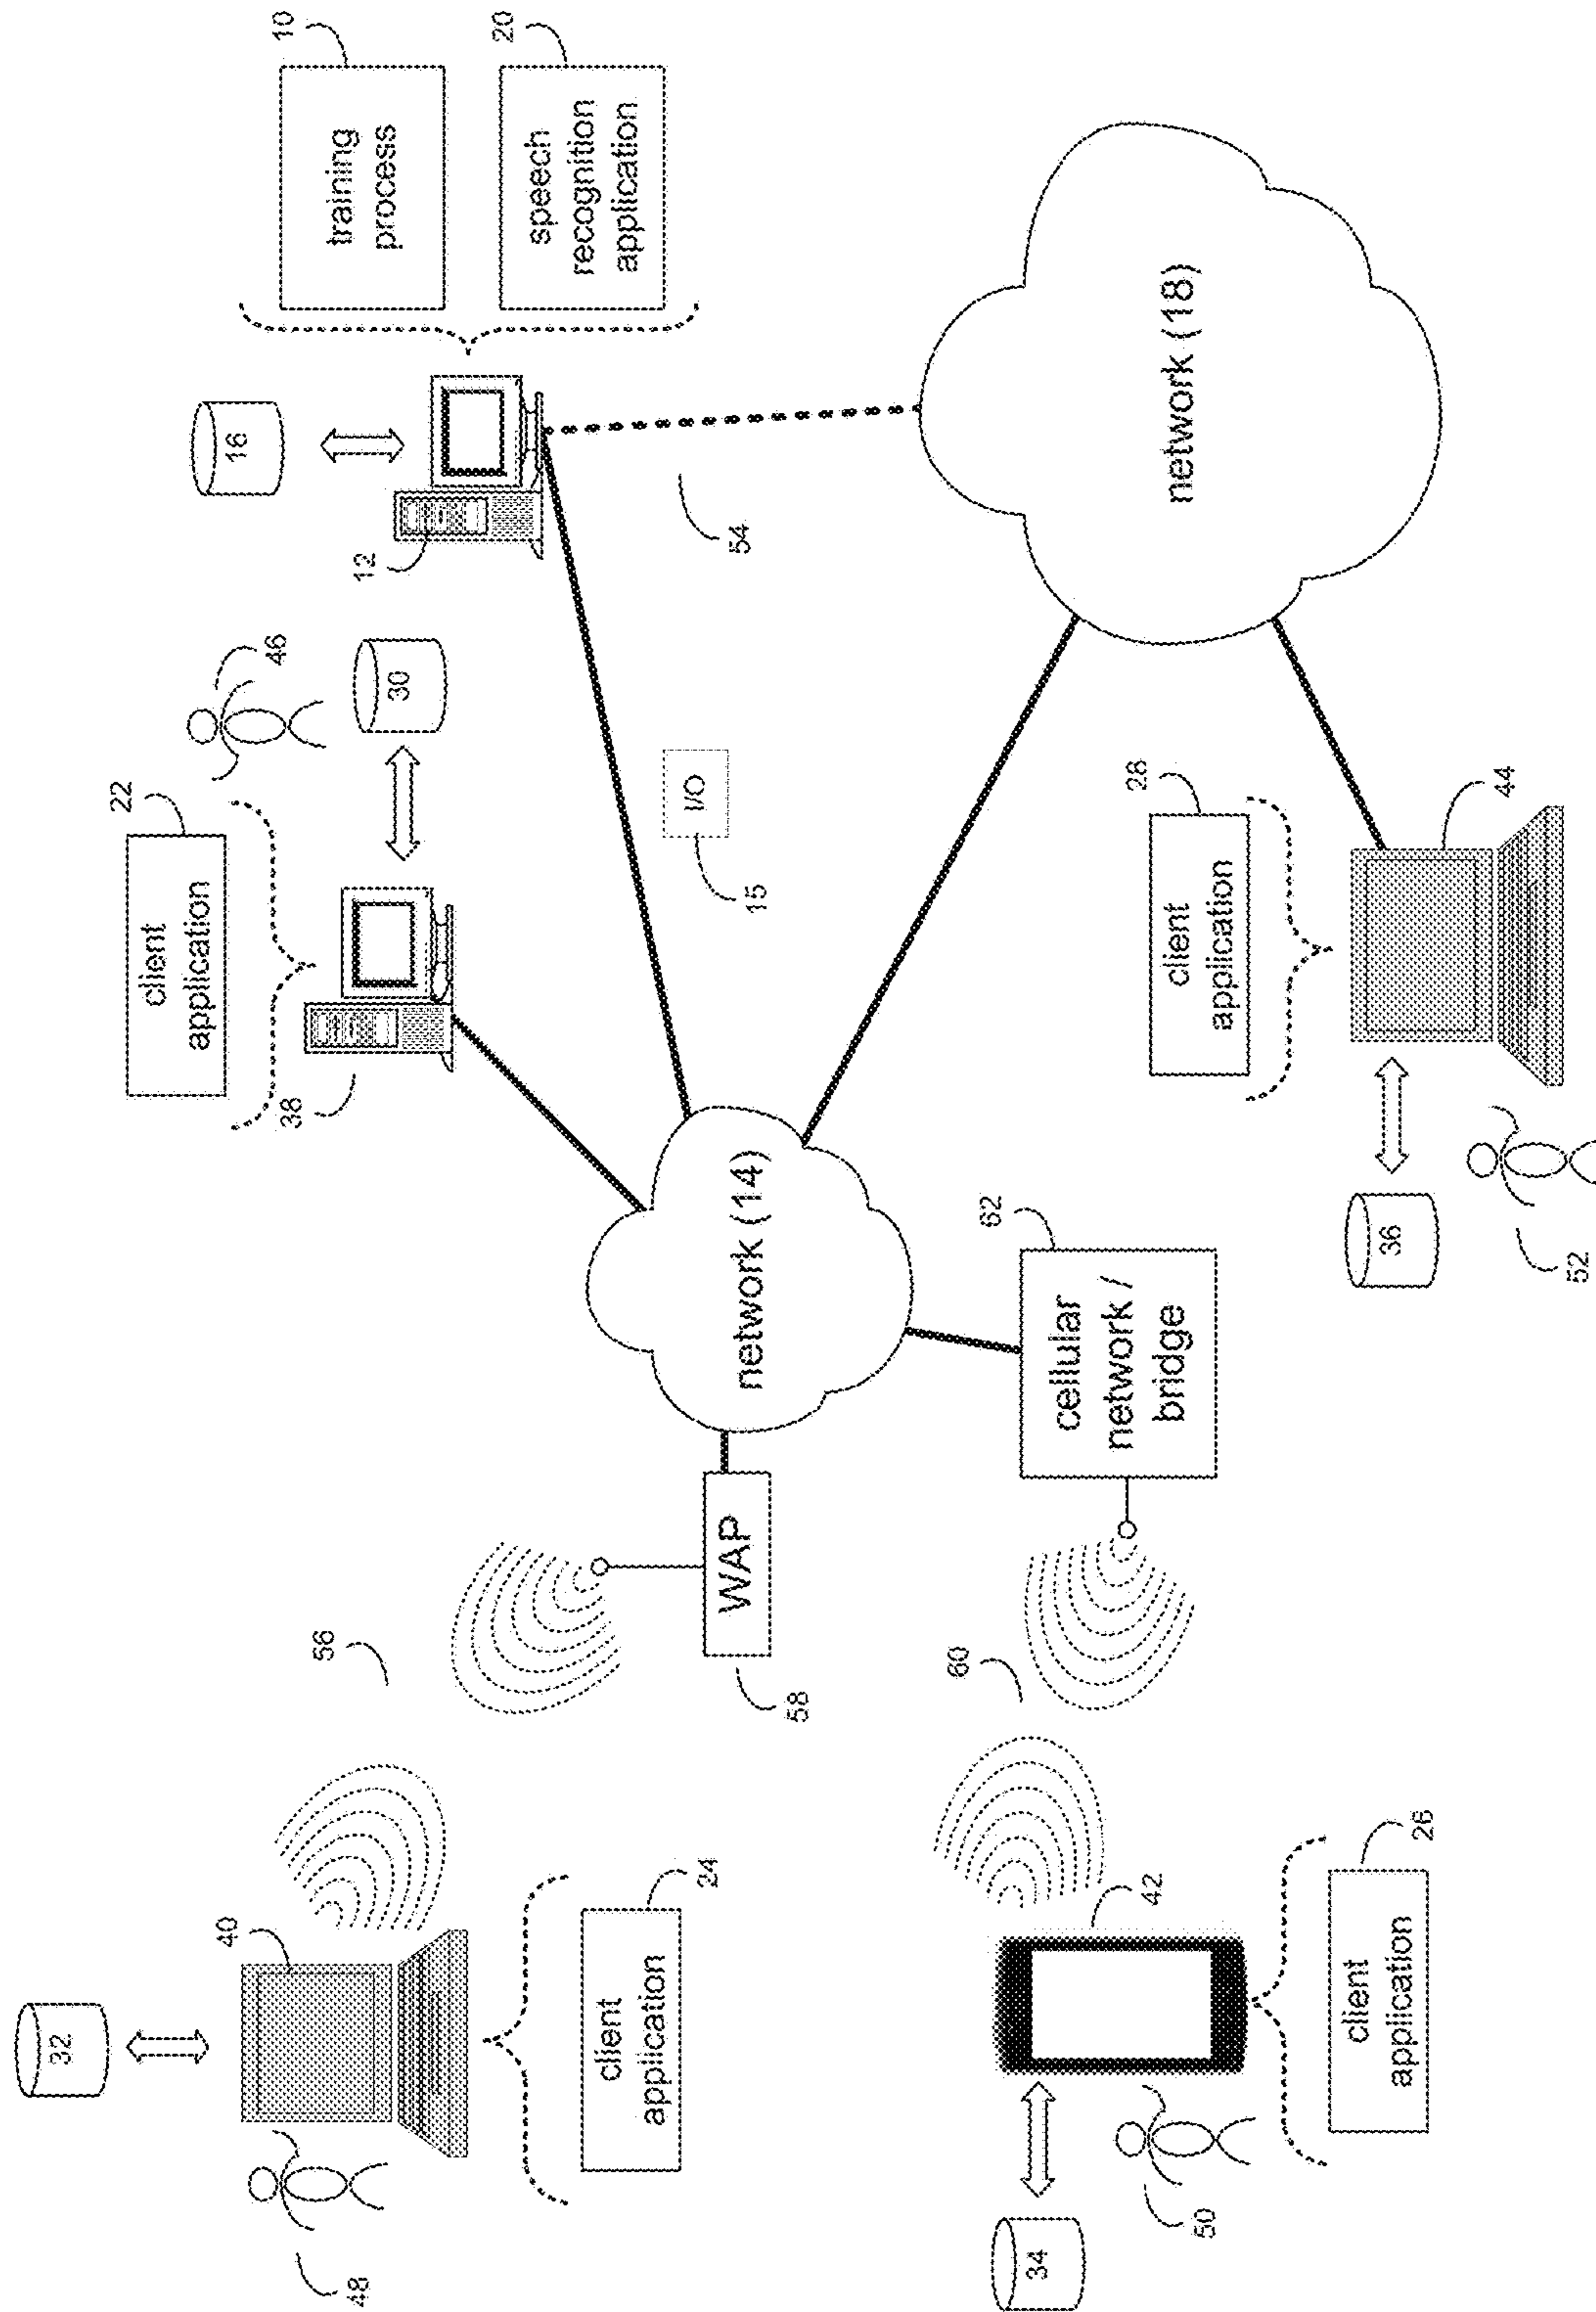 32
40
48
client
application
24
56
WAP
58
22
client
application
38
46
30
16
12
10
training
process
20
speech
recognition
application
54
I/O
15
network (14)
network (18)
60
62
cellular
network /
bridge
34
42
50
client
application
26
28
client
application
44
36
52